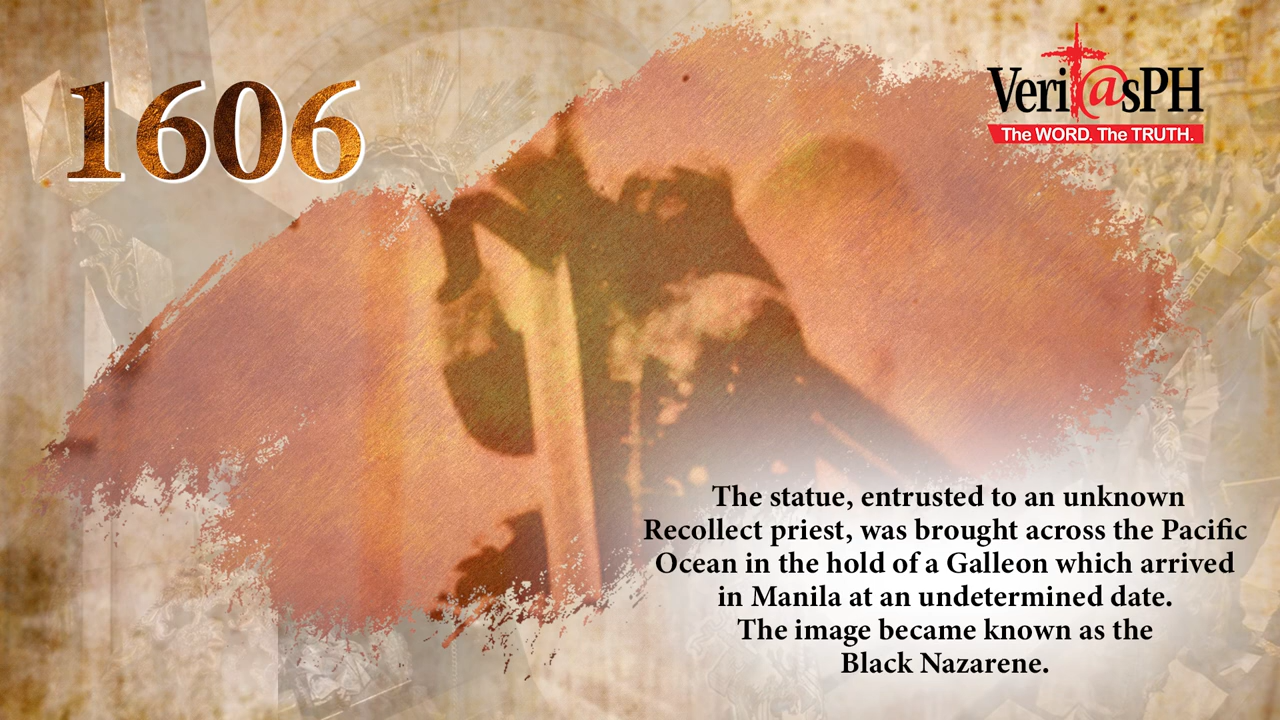 1606
Verit@sPH
The WORD. The TRUTH.
The statue, entrusted to an unknown
Recollect priest, was brought across the Pacific
Ocean in the hold of a Galleon which arrived
in Manila at an undetermined date.
The image became known as the
Black Nazarene.